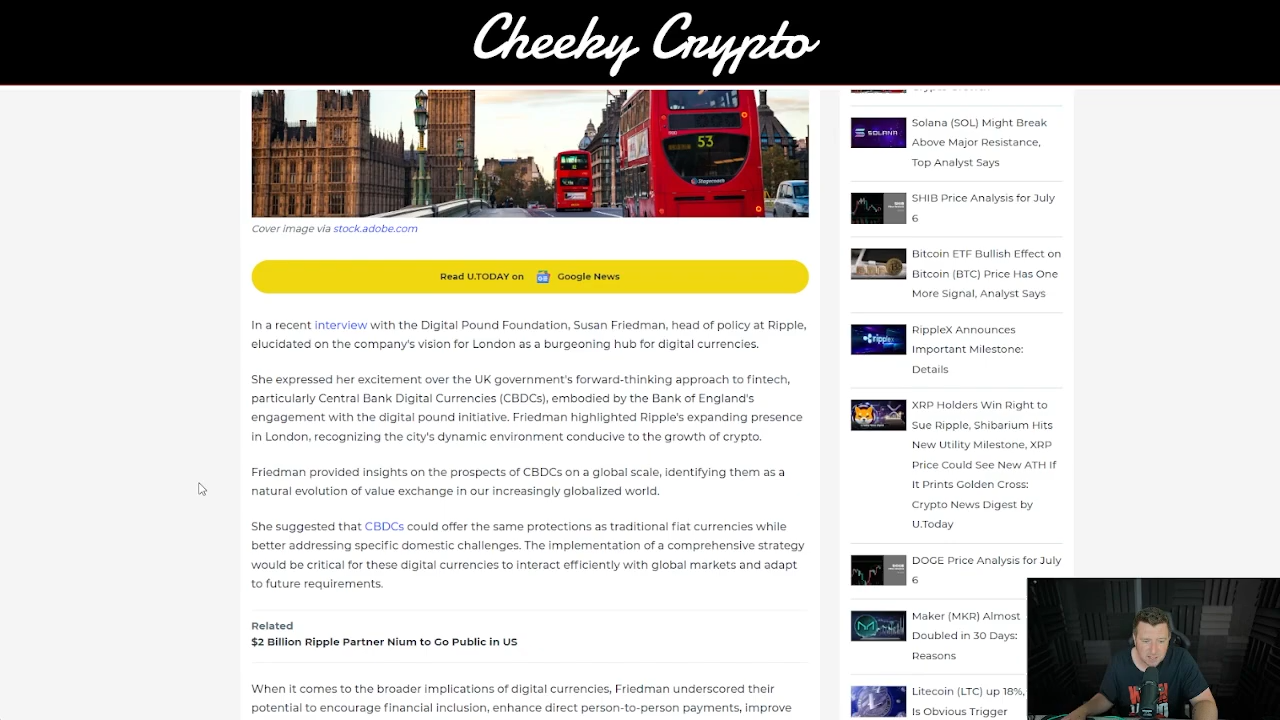 Cheeky Crypto
53
Cover image via stock.adobe.com
Read U.TODAY on Google News
In a recent interview with the Digital Pound Foundation, Susan Friedman, head of policy at Ripple,
elucidated on the company's vision for London as a burgeoning hub for digital currencies.
She expressed her excitement over the UK government's forward-thinking approach to fintech,
particularly Central Bank Digital Currencies (CBDCs), embodied by the Bank of England's
engagement with the digital pound initiative. Friedman highlighted Ripple's expanding presence
in London, recognizing the city's dynamic environment conducive to the growth of crypto.
Friedman provided insights on the prospects of CBDCs on a global scale, identifying them as a
natural evolution of value exchange in our increasingly globalized world.
She suggested that CBDCs could offer the same protections as traditional fiat currencies while
better addressing specific domestic challenges. The implementation of a comprehensive strategy
would be critical for these digital currencies to interact efficiently with global markets and adapt
to future requirements.
Related
$2 Billion Ripple Partner Nium to Go Public in US
When it comes to the broader implications of digital currencies, Friedman underscored their
potential to encourage financial inclusion, enhance direct person-to-person payments, improve
SOLANA
Solana (SOL) Might Break
Above Major Resistance,
Top Analyst Says
SHIB Price Analysis for July
6
Bitcoin ETF Bullish Effect on
Bitcoin (BTC) Price Has One
More Signal, Analyst Says
ripplex
RippleX Announces
Important Milestone:
Details
XRP Holders Win Right to
Sue Ripple, Shibarium Hits
New Utility Milestone, XRP
Price Could See New ATH If
It Prints Golden Cross:
Crypto News Digest by
U.Today
DOGE Price Analysis for July
6
Maker (MKR) Almost
Doubled in 30 Days:
Reasons
Litecoin (LTC) up 18%,
Is Obvious Trigger